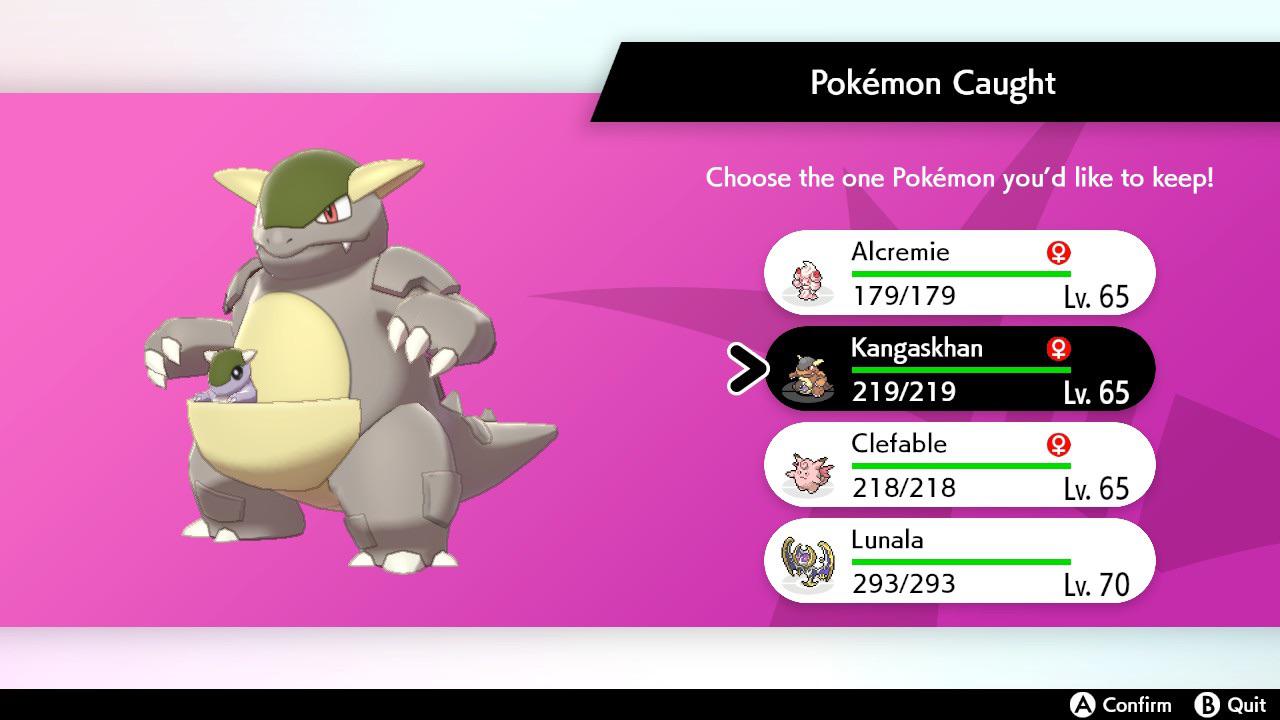 Pokémon Caught
Choose the one Pokémon you'd like to keep!
Alcremie ♀
179/179 Lv. 65
Kangaskhan ♀
219/219 Lv. 65
Clefable ♀
218/218 Lv. 65
Lunala
293/293 Lv. 70
A Confirm B Quit